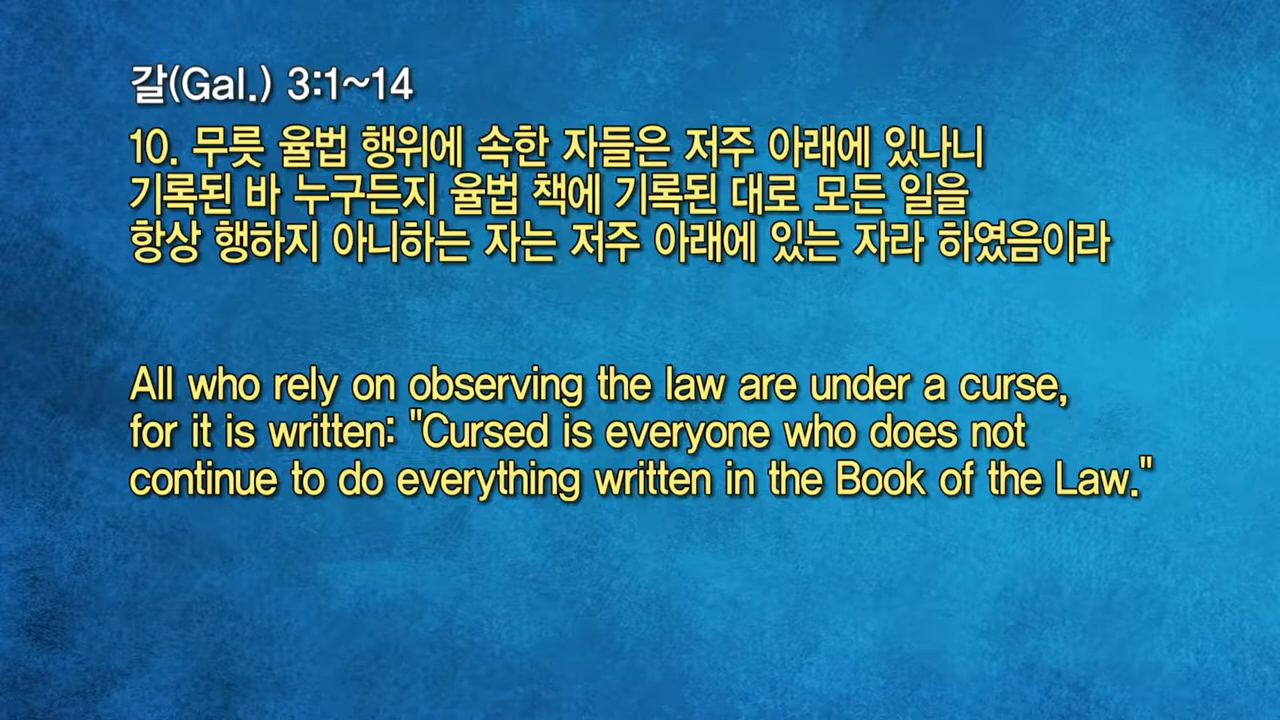 갈(Gal.) 3:1~14
10. 무릇 율법 행위에 속한 자들은 저주 아래에 있나니
기록된 바 누구든지 율법 책에 기록된 대로 모든 일을
항상 행하지 아니하는 자는 저주 아래에 있는 자라 하였음이라
All who rely on observing the law are under a curse,
for it is written: "Cursed is everyone who does not
continue to do everything written in the Book of the Law."